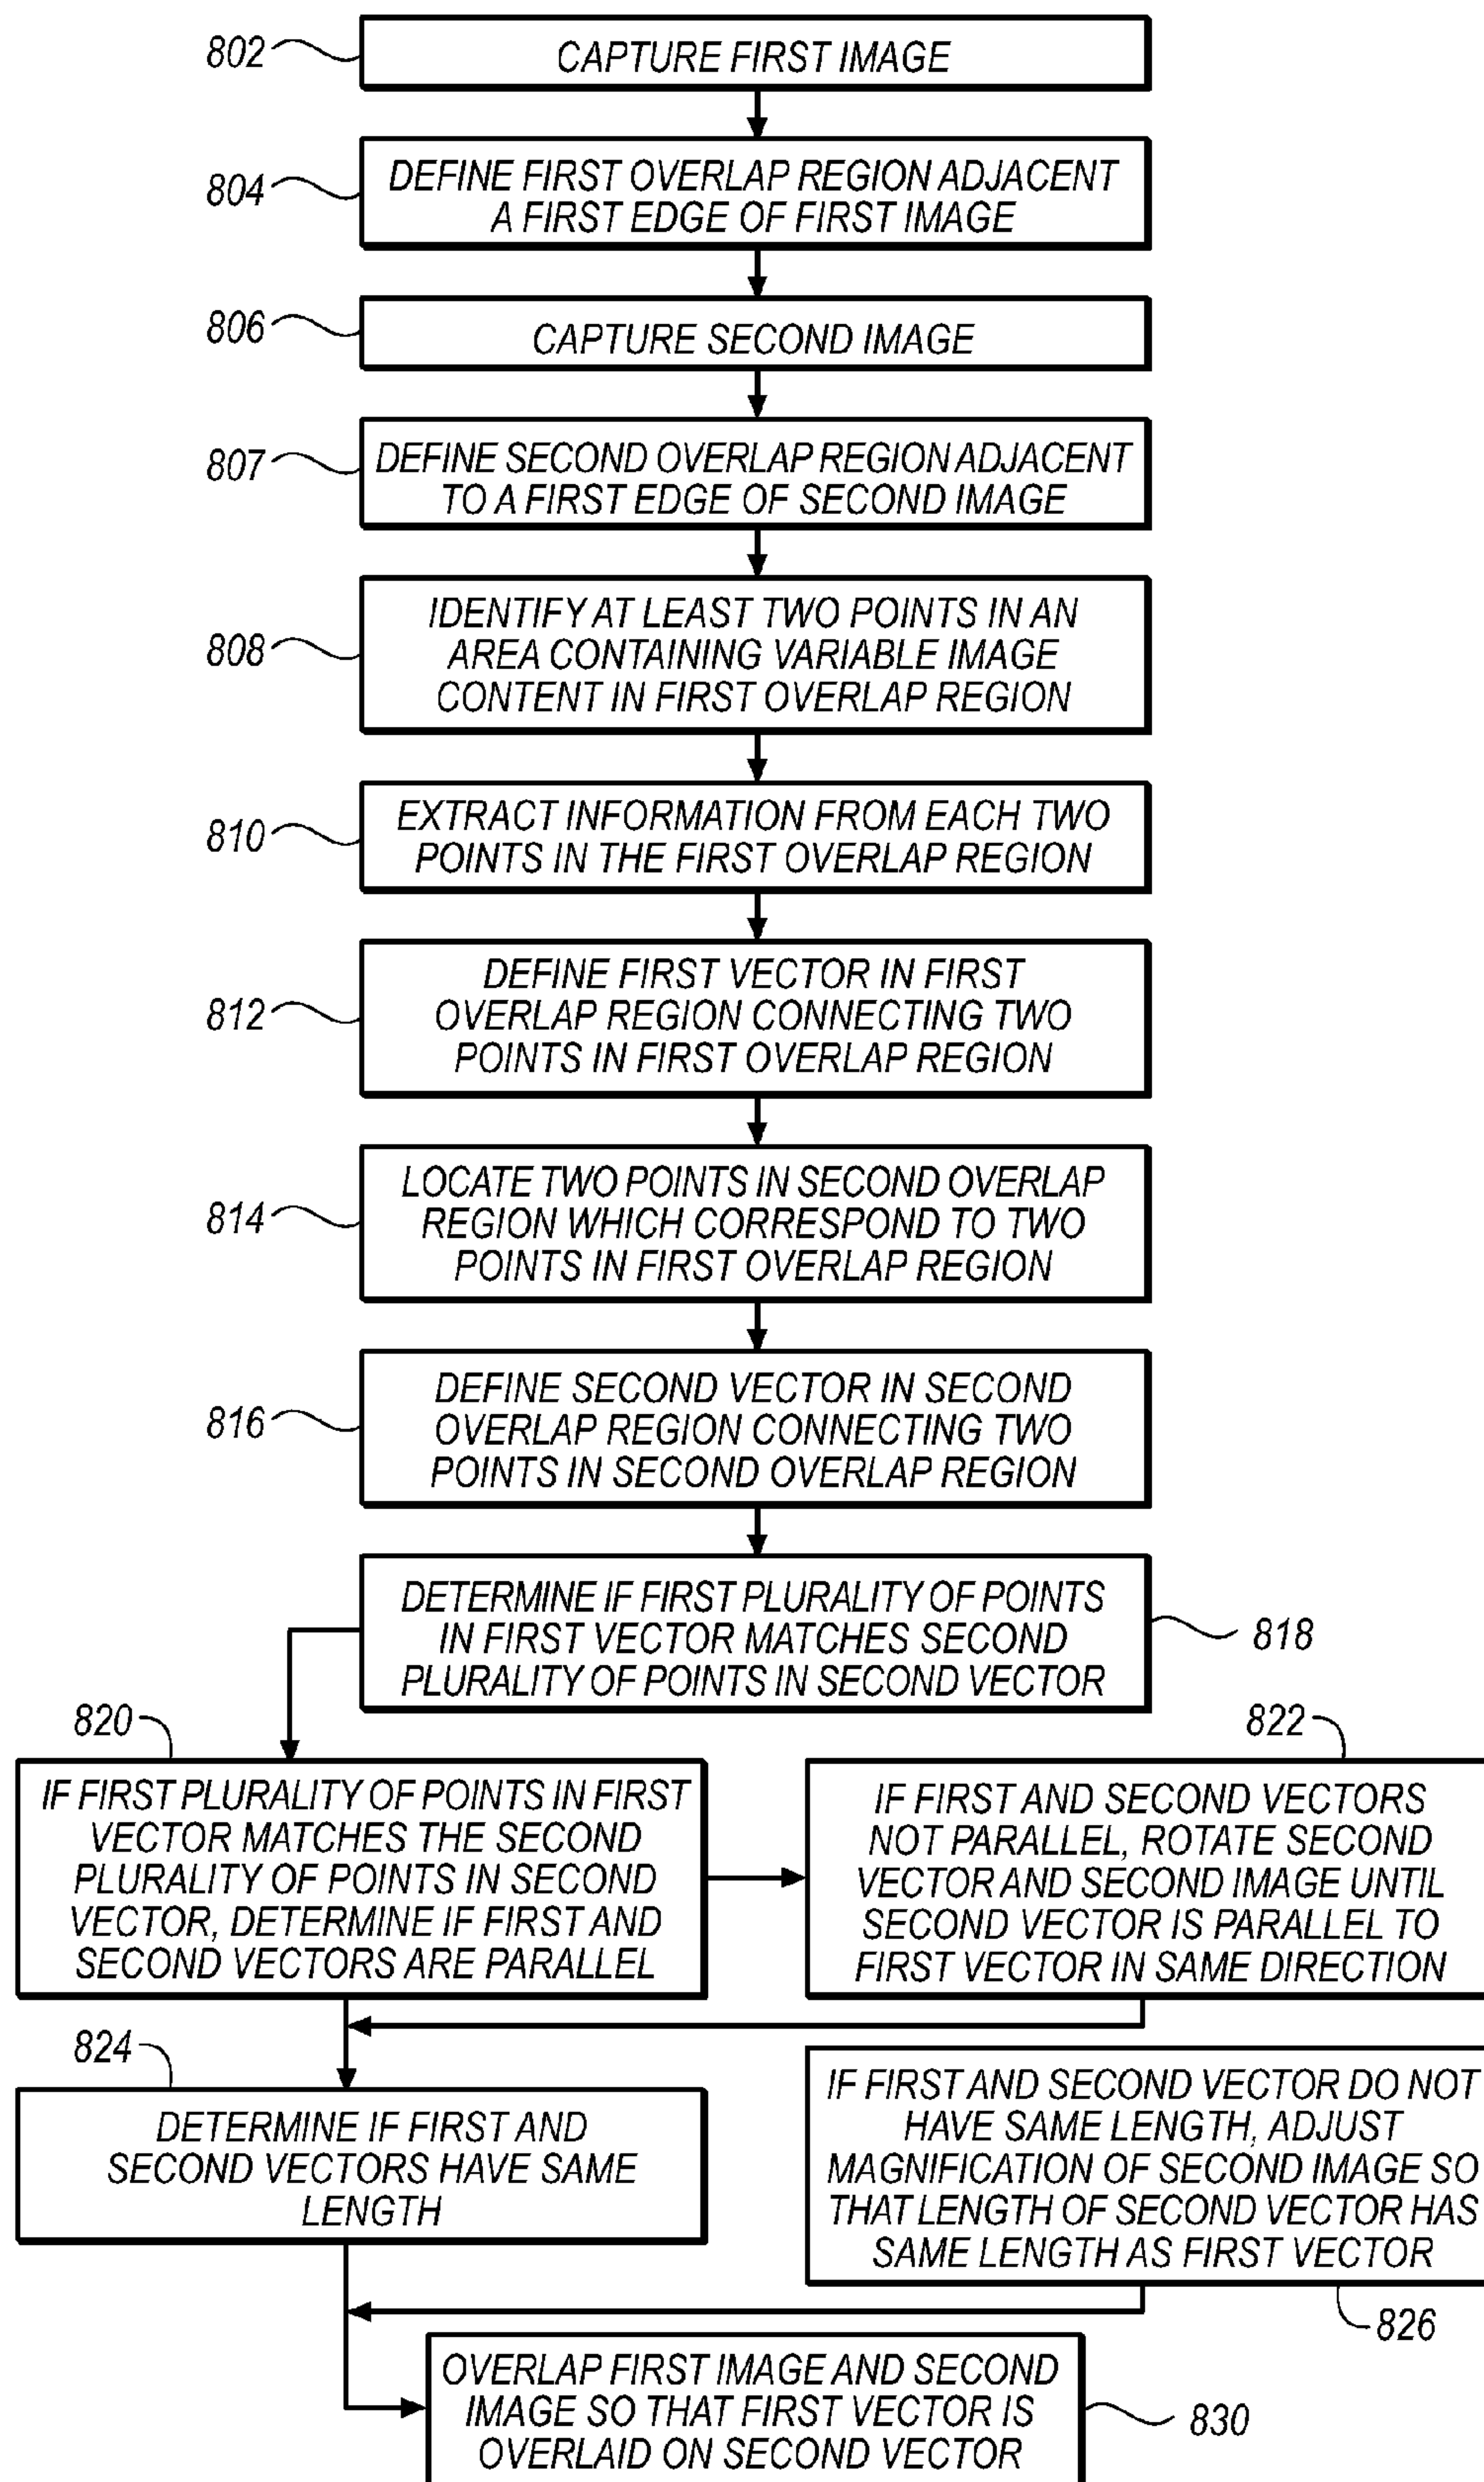 802
CAPTURE FIRST IMAGE
804
DEFINE FIRST OVERLAP REGION ADJACENT
A FIRST EDGE OF FIRST IMAGE
806
CAPTURE SECOND IMAGE
807
DEFINE SECOND OVERLAP REGION ADJACENT
TO A FIRST EDGE OF SECOND IMAGE
808
IDENTIFY AT LEAST TWO POINTS IN AN
AREA CONTAINING VARIABLE IMAGE
CONTENT IN FIRST OVERLAP REGION
810
EXTRACT INFORMATION FROM EACH TWO
POINTS IN THE FIRST OVERLAP REGION
812
DEFINE FIRST VECTOR IN FIRST
OVERLAP REGION CONNECTING TWO
POINTS IN FIRST OVERLAP REGION
814
LOCATE TWO POINTS IN SECOND OVERLAP
REGION WHICH CORRESPOND TO TWO
POINTS IN FIRST OVERLAP REGION
816
DEFINE SECOND VECTOR IN SECOND
OVERLAP REGION CONNECTING TWO
POINTS IN SECOND OVERLAP REGION
DETERMINE IF FIRST PLURALITY OF POINTS
IN FIRST VECTOR MATCHES SECOND
PLURALITY OF POINTS IN SECOND VECTOR
818
820
IF FIRST PLURALITY OF POINTS IN FIRST
VECTOR MATCHES THE SECOND
PLURALITY OF POINTS IN SECOND
VECTOR, DETERMINE IF FIRST AND
SECOND VECTORS ARE PARALLEL
822
IF FIRST AND SECOND VECTORS
NOT PARALLEL, ROTATE SECOND
VECTOR AND SECOND IMAGE UNTIL
SECOND VECTOR IS PARALLEL TO
FIRST VECTOR IN SAME DIRECTION
824
DETERMINE IF FIRST AND
SECOND VECTORS HAVE SAME
LENGTH
IF FIRST AND SECOND VECTOR DO NOT
HAVE SAME LENGTH, ADJUST
MAGNIFICATION OF SECOND IMAGE SO
THAT LENGTH OF SECOND VECTOR HAS
SAME LENGTH AS FIRST VECTOR
826
OVERLAP FIRST IMAGE AND SECOND
IMAGE SO THAT FIRST VECTOR IS
OVERLAID ON SECOND VECTOR
830